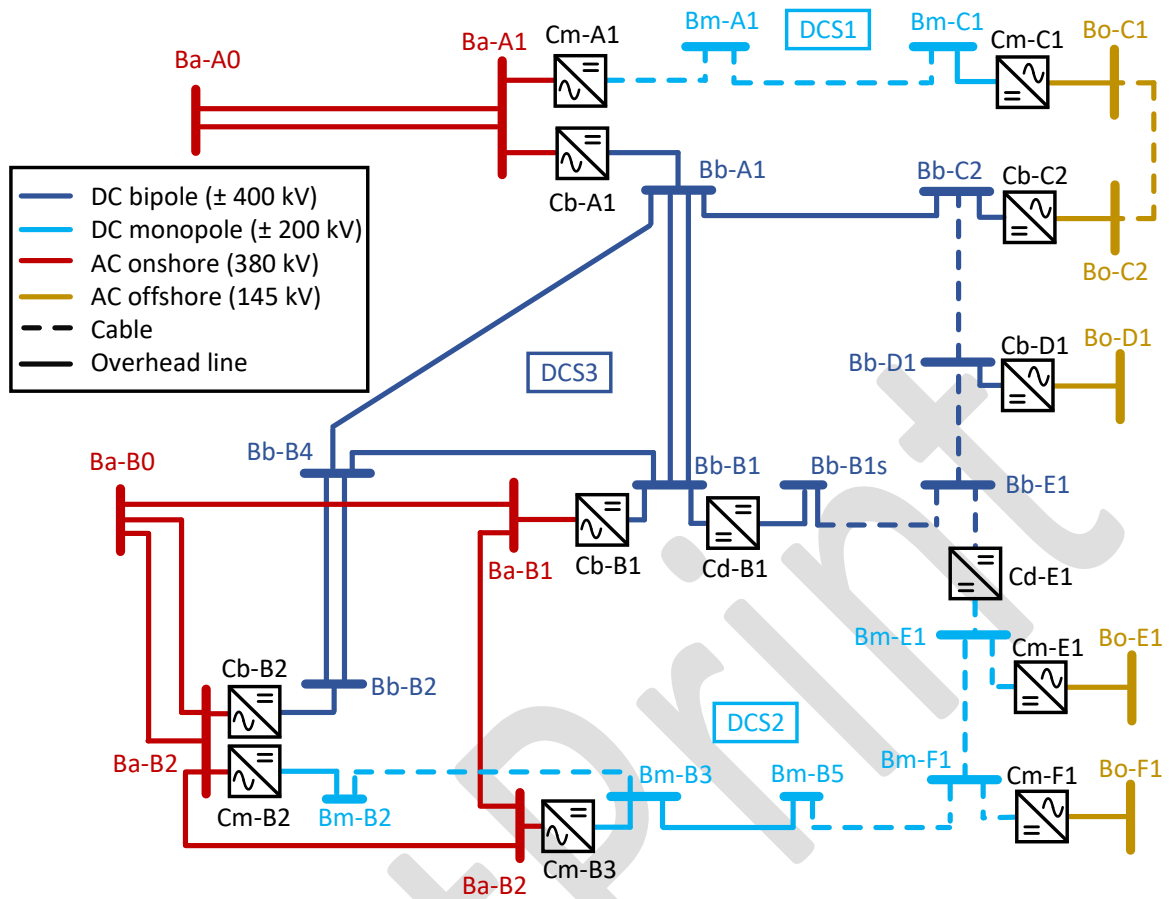 Bm-A1
DCS1
Bm-C1
Bo-C1
Ba-A0
Ba-A1
Cm-A1
Cm-C1
DC bipole (± 400 kV)
DC monopole (± 200 kV)
AC onshore (380 kV)
AC offshore (145 kV)
Cable
Overhead line
Cb-A1
Bb-A1
Bb-C2
Cb-C2
Bo-C2
DCS3
Bb-D1
Cb-D1
Bo-D1
Bb-B4
Ba-B0
Bb-B1
Bb-B1s
Bb-E1
Ba-B1
Cb-B1
Cd-B1
Cd-E1
Bm-E1
Cm-E1
Bo-E1
Cb-B2
Bb-B2
DCS2
Ba-B2
Cm-B2
Bm-B2
Bm-B3
Bm-B5
Bm-F1
Cm-F1
Bo-F1
Cm-B3
Ba-B2
tPrint